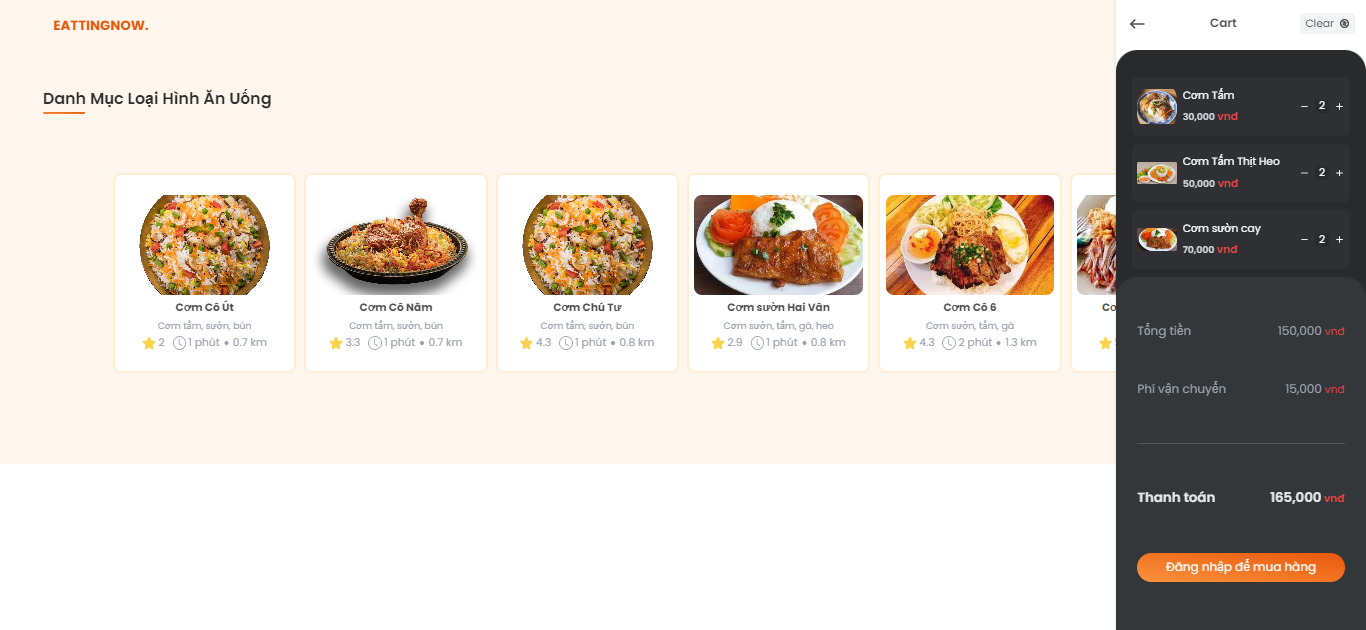 EATTINGNOW.
Danh Mục Loại Hình Ăn Uống
Cơm Cô Út
Cơm tấm, sườn, bún
2 1 phút • 0.7 km
Cơm Cô Năm
Cơm tấm, sườn, bún
3.3 1 phút • 0.7 km
Cơm Chú Tư
Cơm tấm, sườn, bún
4.3 1 phút • 0.8 km
Cơm sườn Hai Vân
Cơm sườn, tấm, gà, heo
2.9 1 phút • 0.8 km
Cơm Cô 6
Cơm sườn, tấm, gà
4.3 2 phút • 1.3 km
Cart
Clear
Cơm Tấm
30,000 vnđ
− 2 +
Cơm Tấm Thịt Heo
50,000 vnđ
− 2 +
Cơm sườn cay
70,000 vnđ
− 2 +
Tổng tiền 150,000 vnđ
Phí vận chuyển 15,000 vnđ
Thanh toán 165,000 vnđ
Đăng nhập để mua hàng